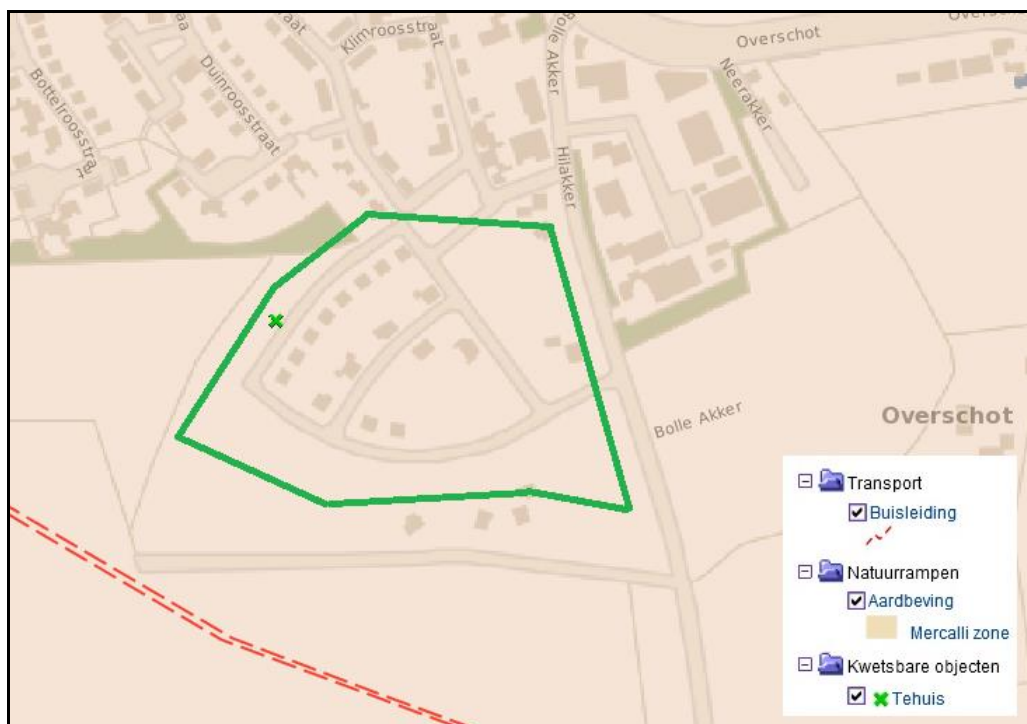 Klimroosstraat
Bolle Akker
Overschot
Duinroosstraat
Bottelroosstraat
Neerakker
Hilakker
Bolle Akker
Overschot
Transport
Buisleiding
Natuurrampen
Aardbeving
Mercalli zone
Kwetsbare objecten
Tehuis